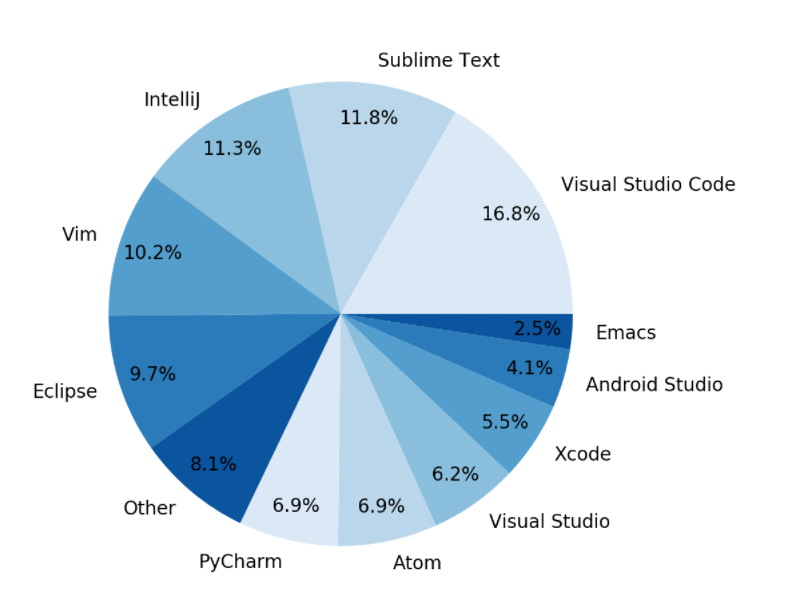 Sublime Text
11.8%
IntelliJ
11.3%
Visual Studio Code
16.8%
Vim
10.2%
Eclipse
9.7%
Emacs
2.5%
Android Studio
4.1%
Xcode
5.5%
Other
8.1%
Visual Studio
6.2%
PyCharm
6.9%
Atom
6.9%